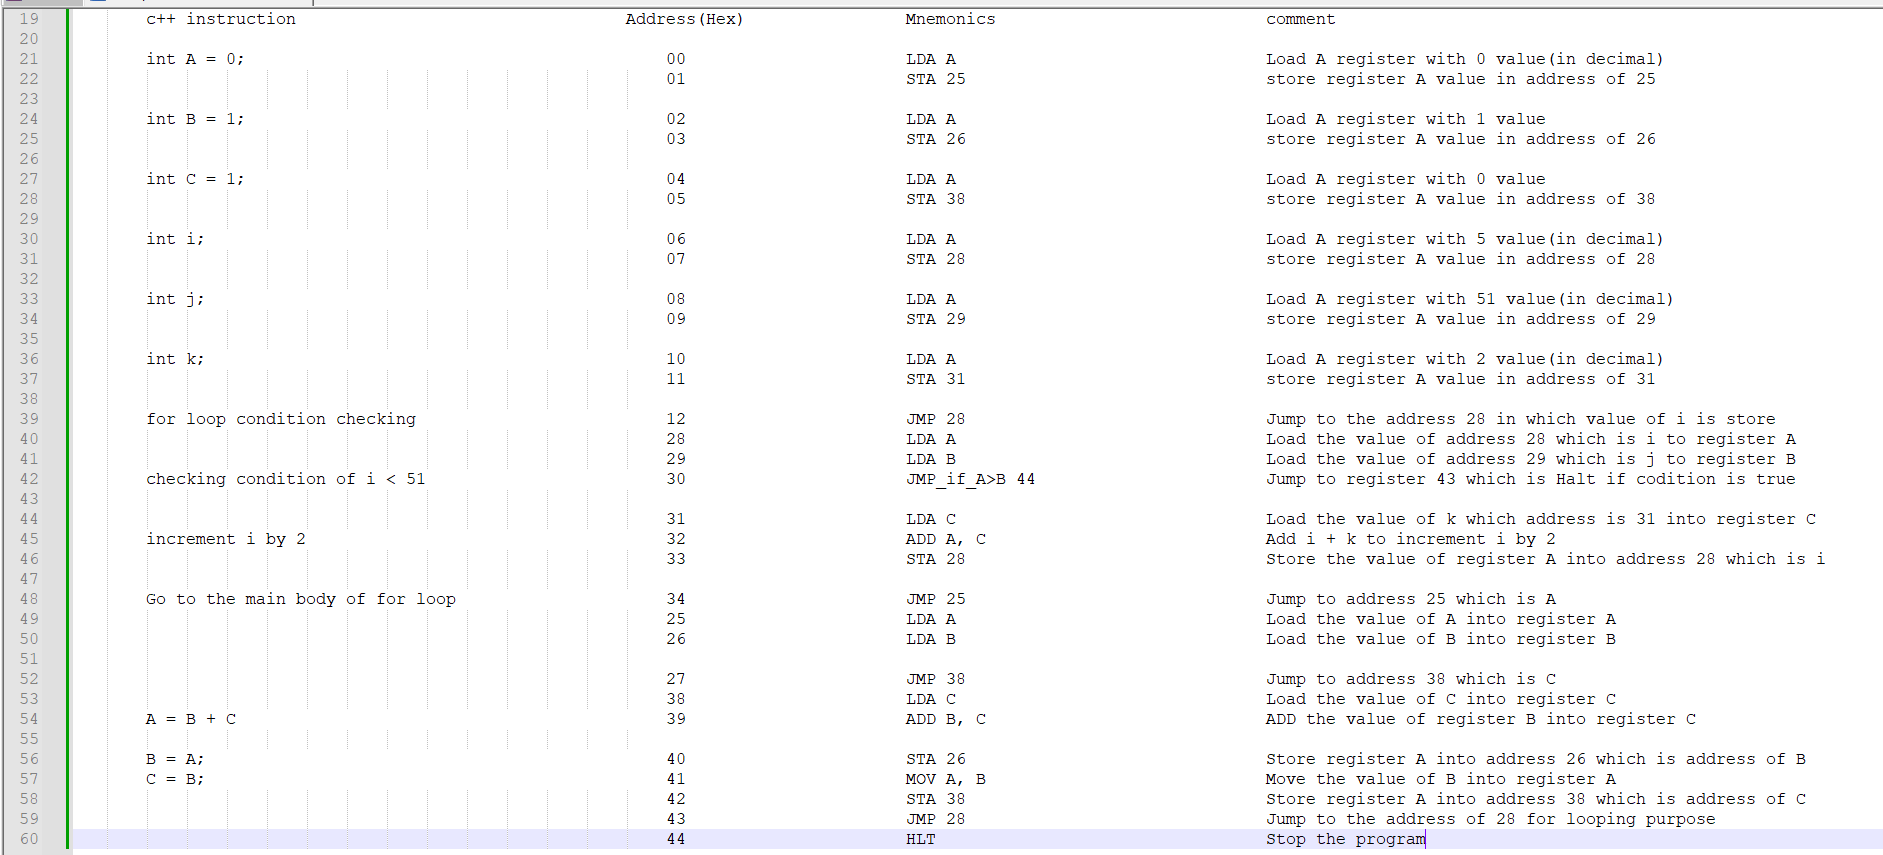 19 c++ instruction Address(Hex) Mnemonics comment
20
21 int A = 0; 00 LDA A Load A register with 0 value(in decimal)
22 01 STA 25 store register A value in address of 25
23
24 int B = 1; 02 LDA A Load A register with 1 value
25 03 STA 26 store register A value in address of 26
26
27 int C = 1; 04 LDA A Load A register with 0 value
28 05 STA 38 store register A value in address of 38
29
30 int i; 06 LDA A Load A register with 5 value(in decimal)
31 07 STA 28 store register A value in address of 28
32
33 int j; 08 LDA A Load A register with 51 value(in decimal)
34 09 STA 29 store register A value in address of 29
35
36 int k; 10 LDA A Load A register with 2 value(in decimal)
37 11 STA 31 store register A value in address of 31
38
39 for loop condition checking 12 JMP 28 Jump to the address 28 in which value of i is store
40 28 LDA A Load the value of address 28 which is i to register A
41 29 LDA B Load the value of address 29 which is j to register B
42 checking condition of i < 51 30 JMP_if_A>B 44 Jump to register 43 which is Halt if codition is true
43
44 31 LDA C Load the value of k which address is 31 into register C
45 increment i by 2 32 ADD A, C Add i + k to increment i by 2
46 33 STA 28 Store the value of register A into address 28 which is i
47
48 Go to the main body of for loop 34 JMP 25 Jump to address 25 which is A
49 25 LDA A Load the value of A into register A
50 26 LDA B Load the value of B into register B
51
52 27 JMP 38 Jump to address 38 which is C
53 38 LDA C Load the value of C into register C
54 A = B + C 39 ADD B, C ADD the value of register B into register C
55
56 B = A; 40 STA 26 Store register A into address 26 which is address of B
57 C = B; 41 MOV A, B Move the value of B into register A
58 42 STA 38 Store register A into address 38 which is address of C
59 43 JMP 28 Jump to the address of 28 for looping purpose
60 44 HLT Stop the program